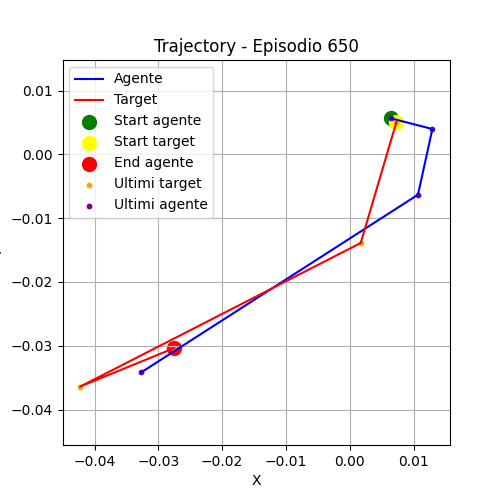 Trajectory - Episodio 650
Agente
Target
Start agente
Start target
End agente
Ultimi target
Ultimi agente
0.01
0.00
−0.01
−0.02
−0.03
−0.04
−0.04
−0.03
−0.02
−0.01
0.00
0.01
X